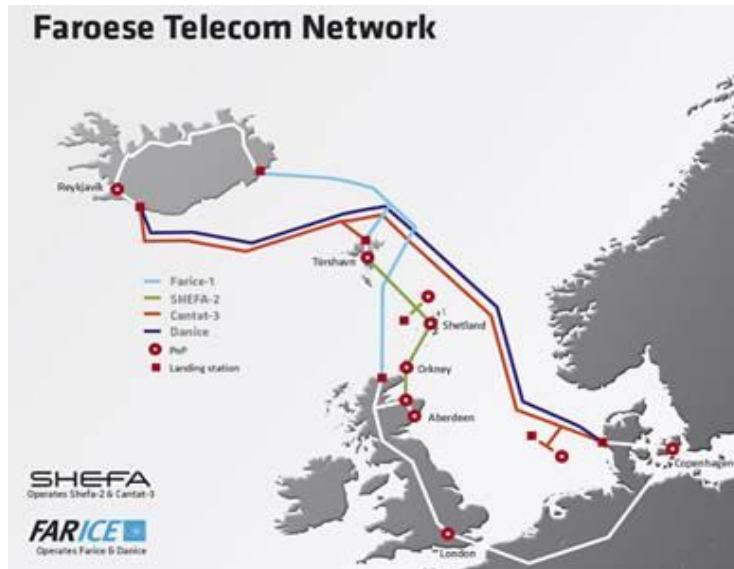 Faroese Telecom Network
Reykjavik
Tórshavn
Farice-1
SHEFA-2
Cantat-3
Danice
PoP
Landing station
Shetland
Orkney
Aberdeen
Copenhagen
London
SHEFA
Operates Shefa-2 & Cantat-3
FARICE
Operates Farice & Danice